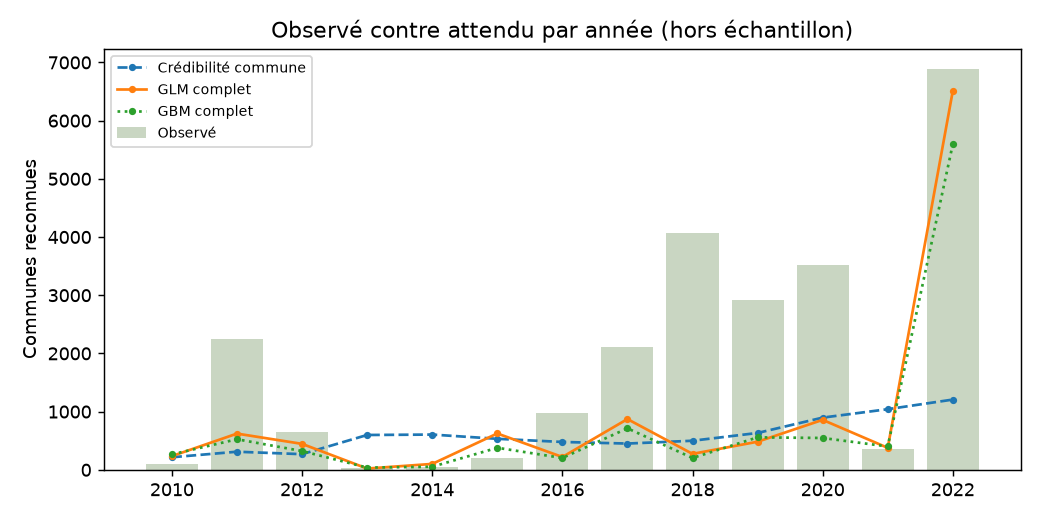 Observé contre attendu par année (hors échantillon)
Crédibilité commune
GLM complet
GBM complet
Observé
Communes reconnues
7000
6000
5000
4000
3000
2000
1000
0
2010
2012
2014
2016
2018
2020
2022